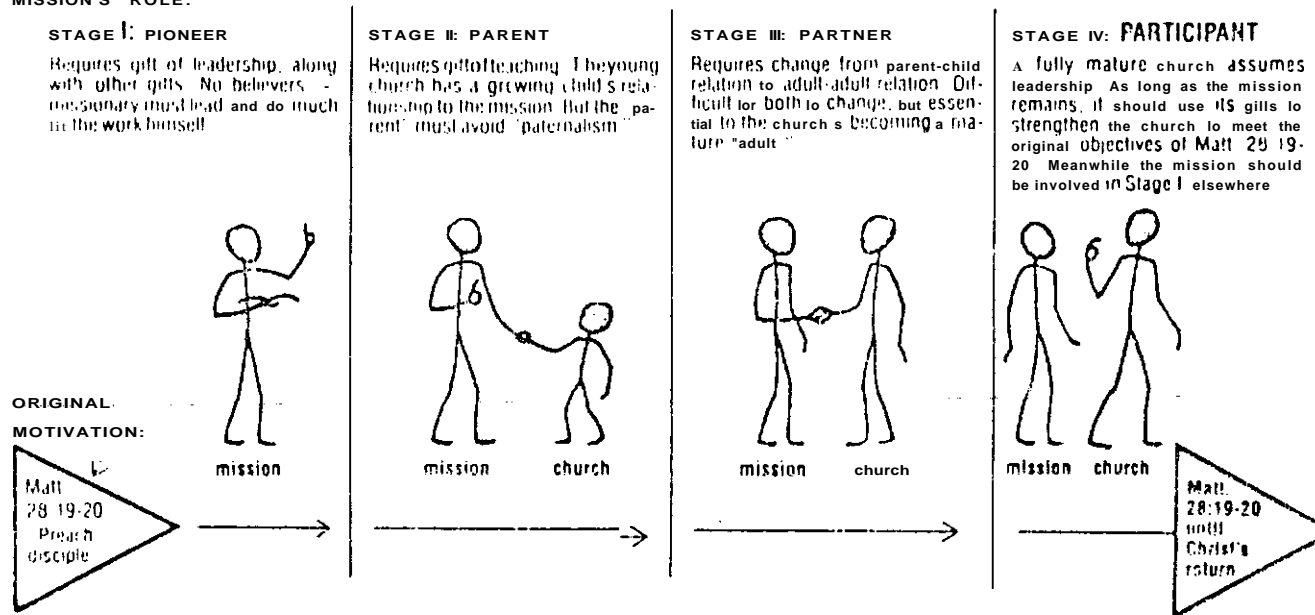 MISSION'S ROLE:
STAGE I: PIONEER
Requires gift of leadership, along
with other gifts. No believers -
missionary must lead and do much
of the work himself
STAGE II: PARENT
Requires gift of teaching. The young
church has a growing child's rela-
tionship to the mission. But the "pa-
rent" must avoid "paternalism"
STAGE III: PARTNER
Requires change from parent-child
relation to adult-adult relation. Dif-
ficult for both to change, but essen-
tial to the church s becoming a ma-
ture "adult"
STAGE IV: PARTICIPANT
A fully mature church assumes
leadership As long as the mission
remains, it should use its gifts to
strengthen the church to meet the
original objectives of Matt 28 19-
20 Meanwhile the mission should
be involved in Stage I elsewhere
ORIGINAL
MOTIVATION:
Matt
28 19-20
Preach
disciple
mission
mission church
mission church
mission church
Matt.
28:19-20
until
Christ's
return